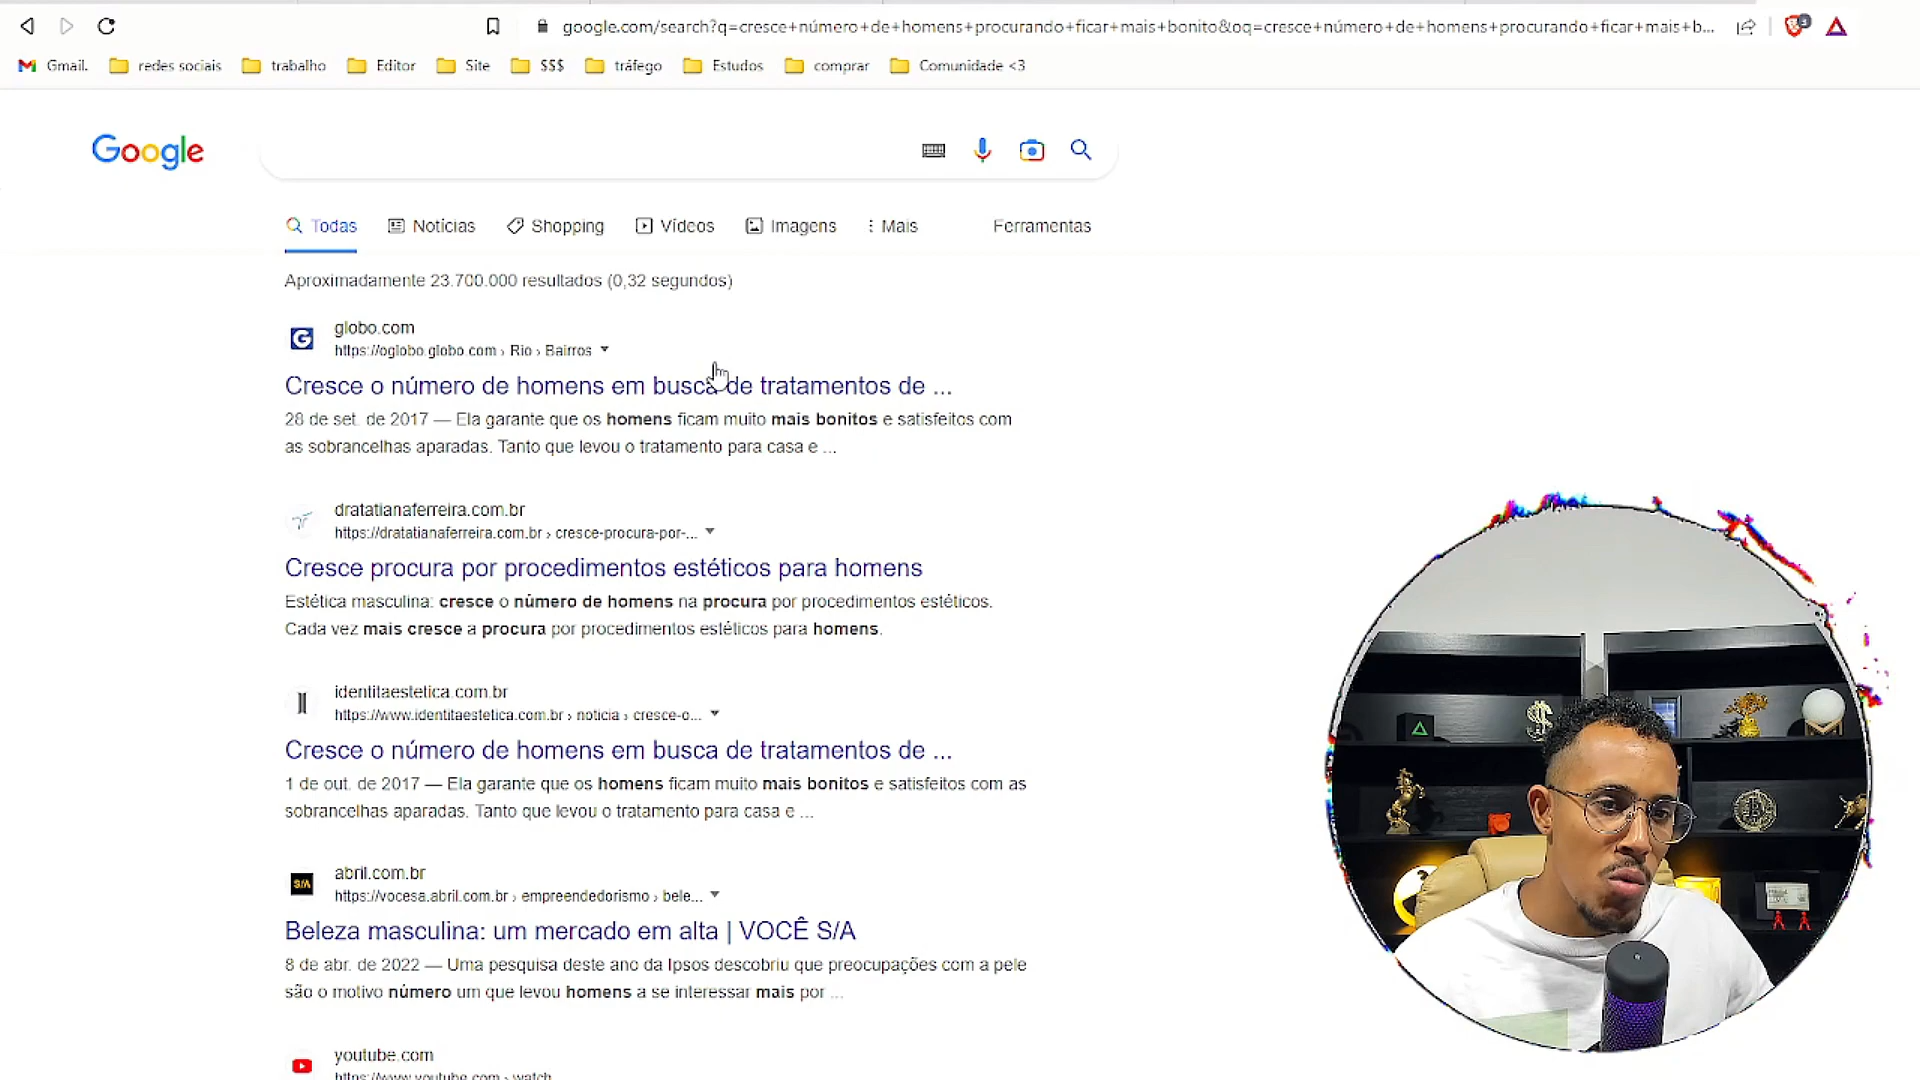 google.com/search?q=cresce+número+de+homens+procurando+ficar+mais+bonito&oq=cresce+número+de+homens+procurando+ficar+mais+b...
Gmail. redes sociais trabalho Editor Site $$$ tráfego Estudos comprar Comunidade <3
Google
Todas Notícias Shopping Vídeos Imagens Mais Ferramentas
Aproximadamente 23.700.000 resultados (0,32 segundos)
globo.com
https://oglobo.globo.com › Rio › Bairros
Cresce o número de homens em busca de tratamentos de ...
28 de set. de 2017 — Ela garante que os homens ficam muito mais bonitos e satisfeitos com
as sobrancelhas aparadas. Tanto que levou o tratamento para casa e ...
dratatianaferreira.com.br
https://dratatianaferreira.com.br › cresce-procura-por-...
Cresce procura por procedimentos estéticos para homens
Estética masculina: cresce o número de homens na procura por procedimentos estéticos.
Cada vez mais cresce a procura por procedimentos estéticos para homens.
identitaestetica.com.br
https://www.identitaestetica.com.br › noticia › cresce-o...
Cresce o número de homens em busca de tratamentos de ...
1 de out. de 2017 — Ela garante que os homens ficam muito mais bonitos e satisfeitos com as
sobrancelhas aparadas. Tanto que levou o tratamento para casa e ...
S/A
abril.com.br
https://vocesa.abril.com.br › empreendedorismo › bele...
Beleza masculina: um mercado em alta | VOCÊ S/A
8 de abr. de 2022 — Uma pesquisa deste ano da Ipsos descobriu que preocupações com a pele
são o motivo número um que levou homens a se interessar mais por ...
youtube.com
https://www.youtube.com › watch